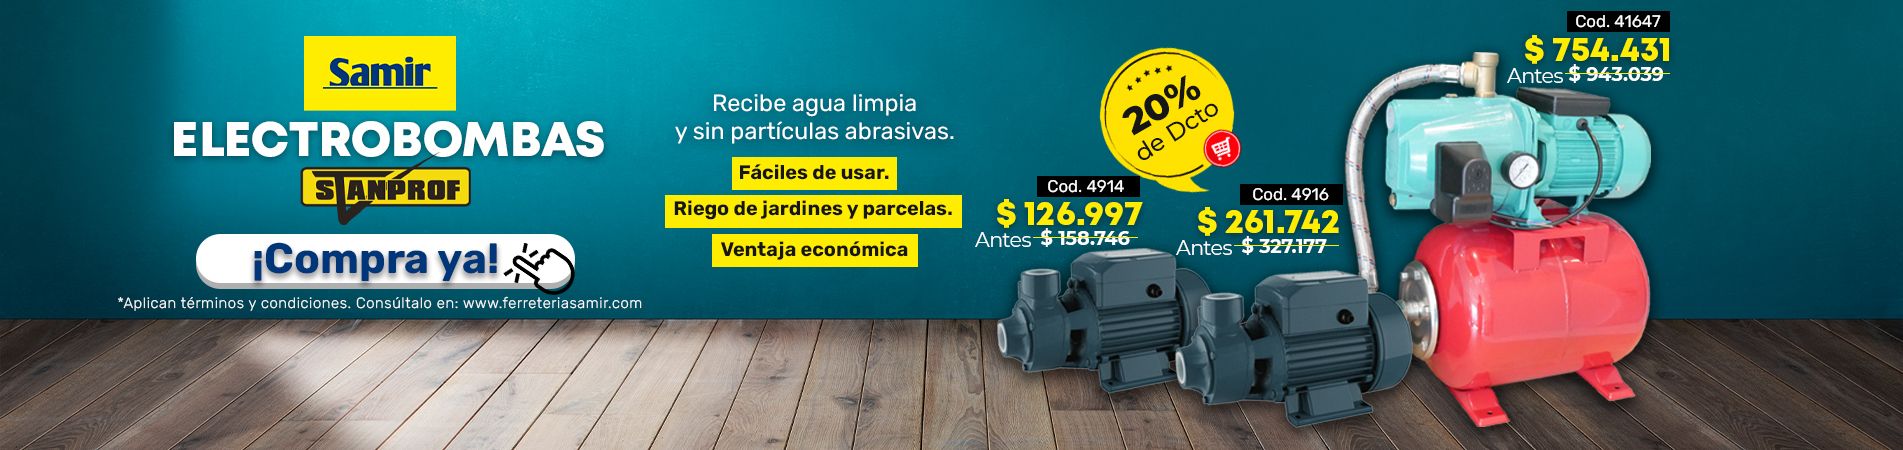 Samir
ELECTROBOMBAS
STANPROF
¡Compra ya!
*Aplican términos y condiciones. Consúltalo en: www.ferreteriasamir.com
Recibe agua limpia
y sin partículas abrasivas.
Fáciles de usar.
Riego de jardines y parcelas.
Ventaja económica
20%
de Dcto
Cod. 4914
$ 126.997
Antes $ 158.746
Cod. 4916
$ 261.742
Antes $ 327.177
Cod. 41647
$ 754.431
Antes $ 943.039